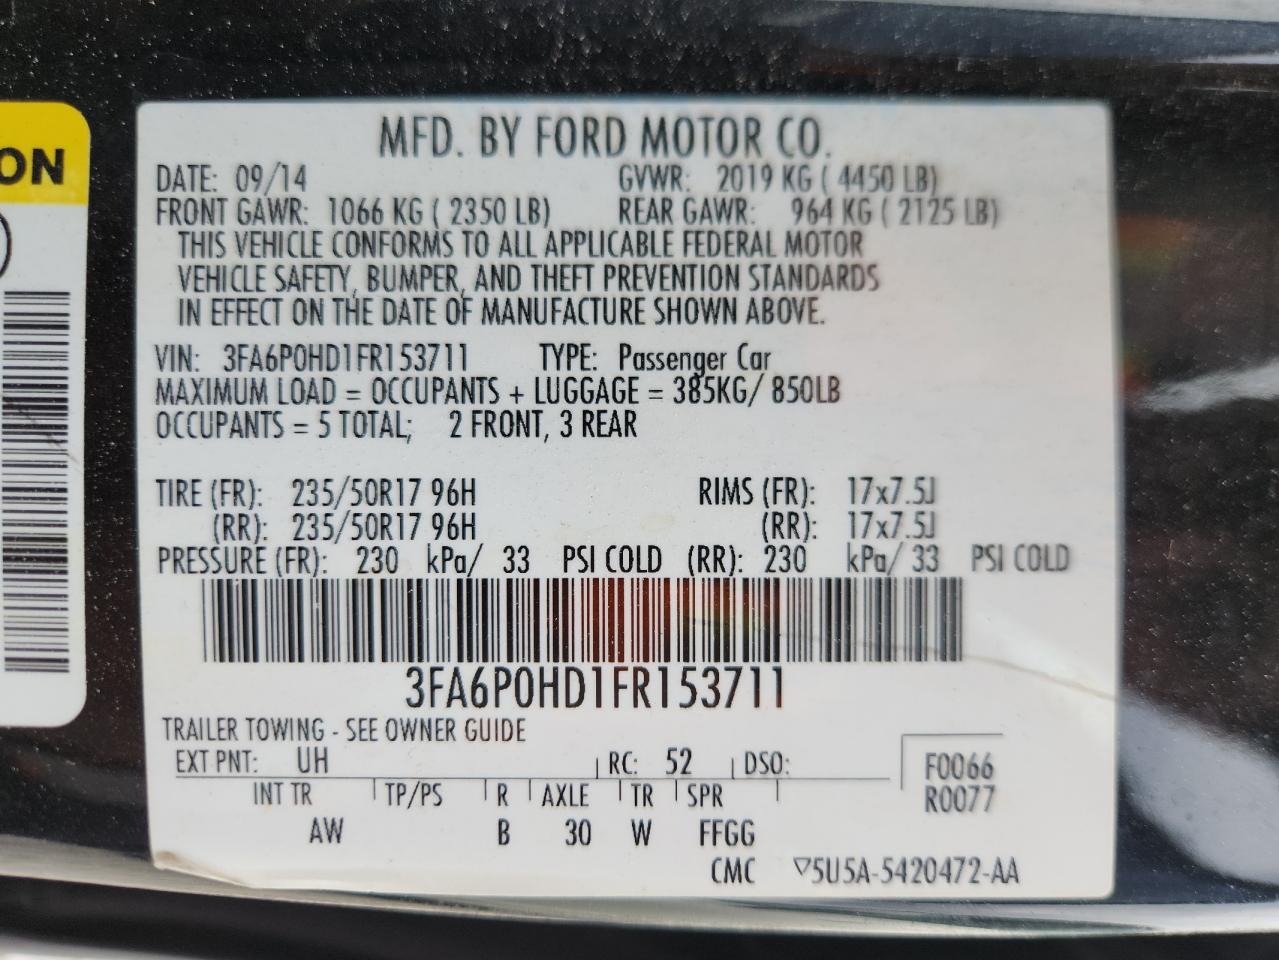 ON
MFD. BY FORD MOTOR CO.
DATE: 09/14 GVWR: 2019 KG ( 4450 LB)
FRONT GAWR: 1066 KG ( 2350 LB) REAR GAWR: 964 KG ( 2125 LB)
THIS VEHICLE CONFORMS TO ALL APPLICABLE FEDERAL MOTOR
VEHICLE SAFETY, BUMPER, AND THEFT PREVENTION STANDARDS
IN EFFECT ON THE DATE OF MANUFACTURE SHOWN ABOVE.
VIN: 3FA6P0HD1FR153711 TYPE: Passenger Car
MAXIMUM LOAD = OCCUPANTS + LUGGAGE = 385KG/ 850LB
OCCUPANTS = 5 TOTAL; 2 FRONT, 3 REAR
TIRE (FR): 235/50R17 96H RIMS (FR): 17x7.5J
(RR): 235/50R17 96H (RR): 17x7.5J
PRESSURE (FR): 230 kPa/ 33 PSI COLD (RR): 230 kPa/ 33 PSI COLD
3FA6P0HD1FR153711
TRAILER TOWING - SEE OWNER GUIDE
EXT PNT: UH RC: 52 DSO:
F0066
R0077
INT TR TP/PS R AXLE TR SPR
AW B 30 W FFGG
CMC ▽5U5A-5420472-AA